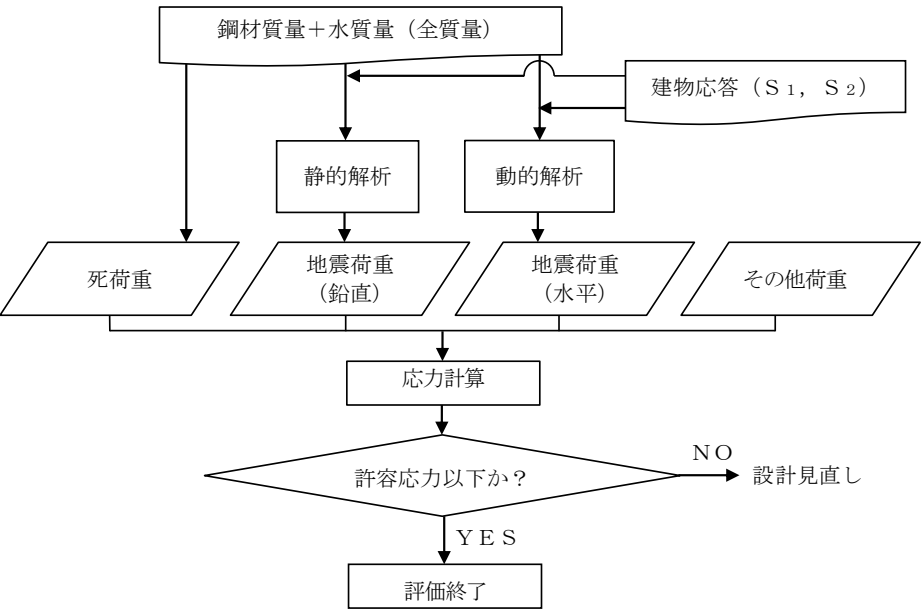 鋼材質量＋水質量（全質量）
建物応答（Ｓ₁，Ｓ₂）
静的解析
動的解析
死荷重
地震荷重
（鉛直）
地震荷重
（水平）
その他荷重
応力計算
許容応力以下か？
ＮＯ
設計見直し
ＹＥＳ
評価終了